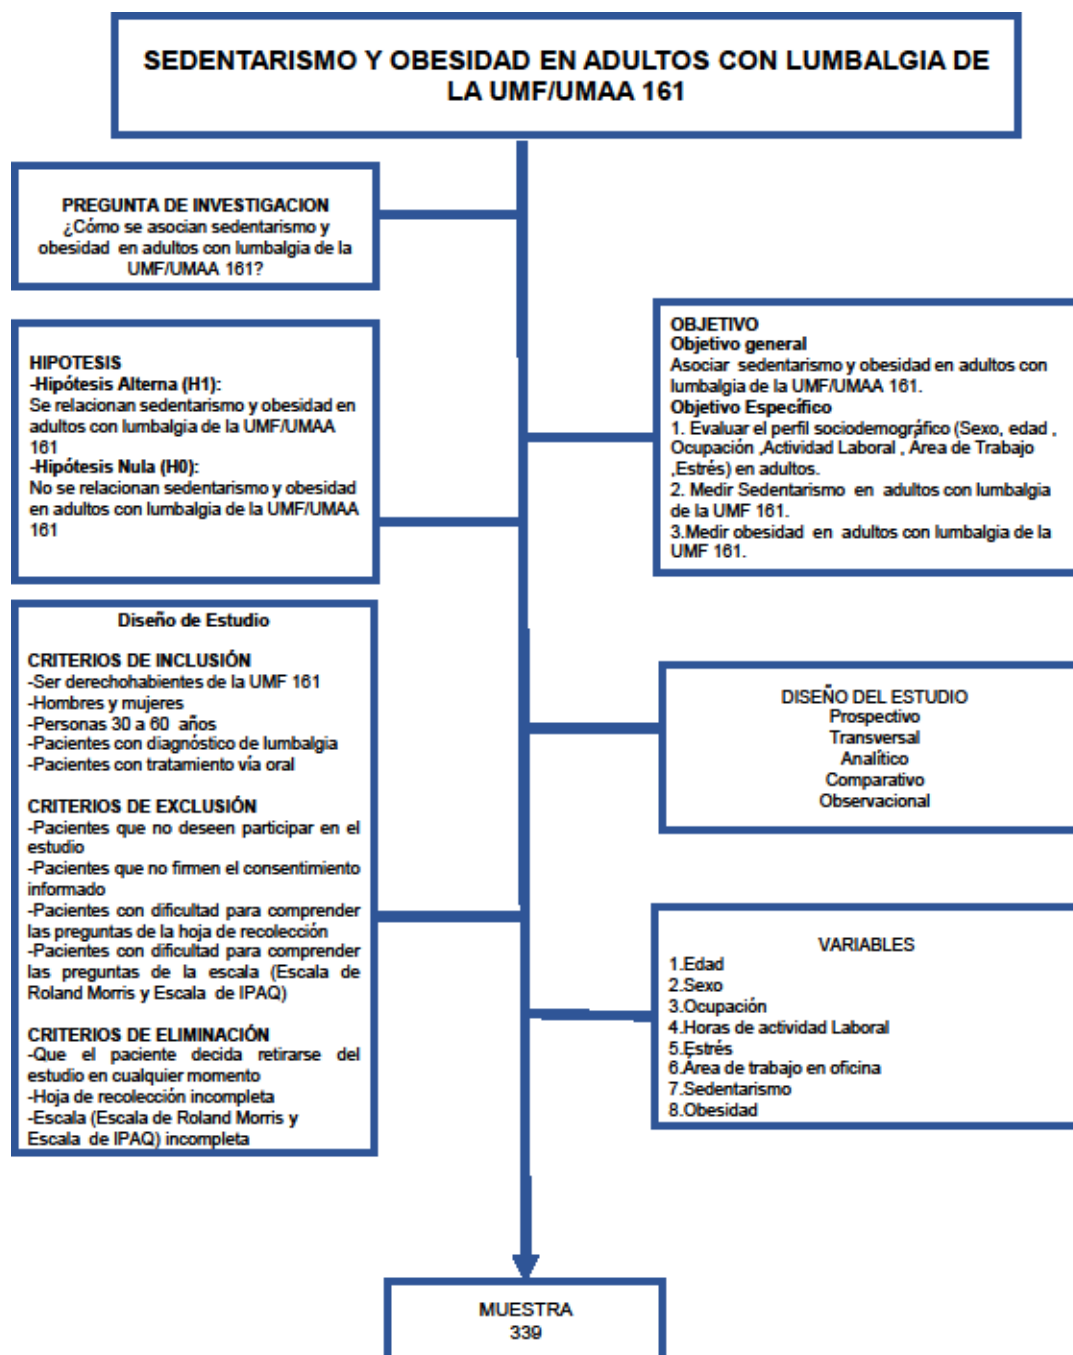 SEDENTARISMO Y OBESIDAD EN ADULTOS CON LUMBALGIA DE
LA UMF/UMAA 161
PREGUNTA DE INVESTIGACION
¿Cómo se asocian sedentarismo y
obesidad en adultos con lumbalgia de la
UMF/UMAA 161?
HIPOTESIS
-Hipótesis Alterna (H1):
Se relacionan sedentarismo y obesidad en
adultos con lumbalgia de la UMF/UMAA
161
-Hipótesis Nula (H0):
No se relacionan sedentarismo y obesidad
en adultos con lumbalgia de la UMF/UMAA
161
OBJETIVO
Objetivo general
Asociar sedentarismo y obesidad en adultos con
lumbalgia de la UMF/UMAA 161.
Objetivo Específico
1. Evaluar el perfil sociodemográfico (Sexo, edad ,
Ocupación ,Actividad Laboral , Área de Trabajo
,Estrés) en adultos.
2. Medir Sedentarismo en adultos con lumbalgia
de la UMF 161.
3.Medir obesidad en adultos con lumbalgia de la
UMF 161.
Diseño de Estudio
CRITERIOS DE INCLUSIÓN
-Ser derechohabientes de la UMF 161
-Hombres y mujeres
-Personas 30 a 60 años
-Pacientes con diagnóstico de lumbalgia
-Pacientes con tratamiento vía oral
CRITERIOS DE EXCLUSIÓN
-Pacientes que no deseen participar en el
estudio
-Pacientes que no firmen el consentimiento
informado
-Pacientes con dificultad para comprender
las preguntas de la hoja de recolección
-Pacientes con dificultad para comprender
las preguntas de la escala (Escala de
Roland Morris y Escala de IPAQ)
CRITERIOS DE ELIMINACIÓN
-Que el paciente decida retirarse del
estudio en cualquier momento
-Hoja de recolección incompleta
-Escala (Escala de Roland Morris y
Escala de IPAQ) incompleta
DISEÑO DEL ESTUDIO
Prospectivo
Transversal
Analítico
Comparativo
Observacional
VARIABLES
1.Edad
2.Sexo
3.Ocupación
4.Horas de actividad Laboral
5.Estrés
6.Área de trabajo en oficina
7.Sedentarismo
8.Obesidad
MUESTRA
339